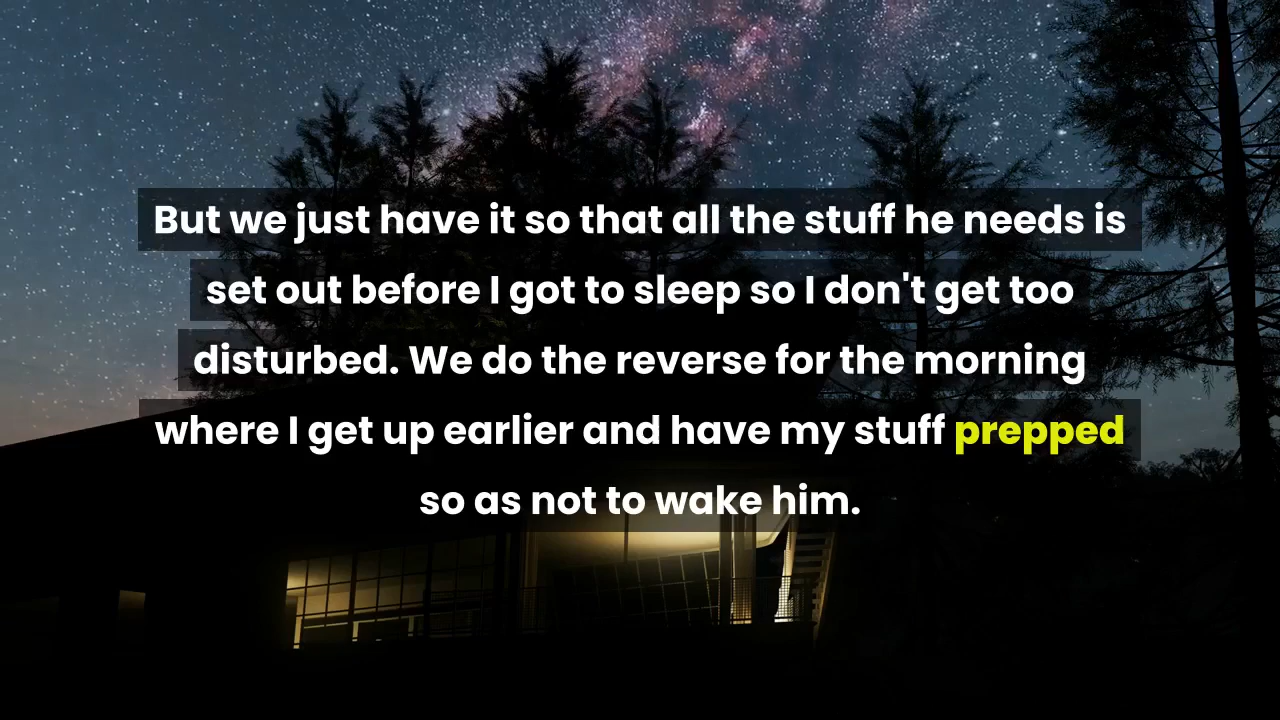 But we just have it so that all the stuff he needs is
set out before I got to sleep so I don't get too
disturbed. We do the reverse for the morning
where I get up earlier and have my stuff prepped
so as not to wake him.